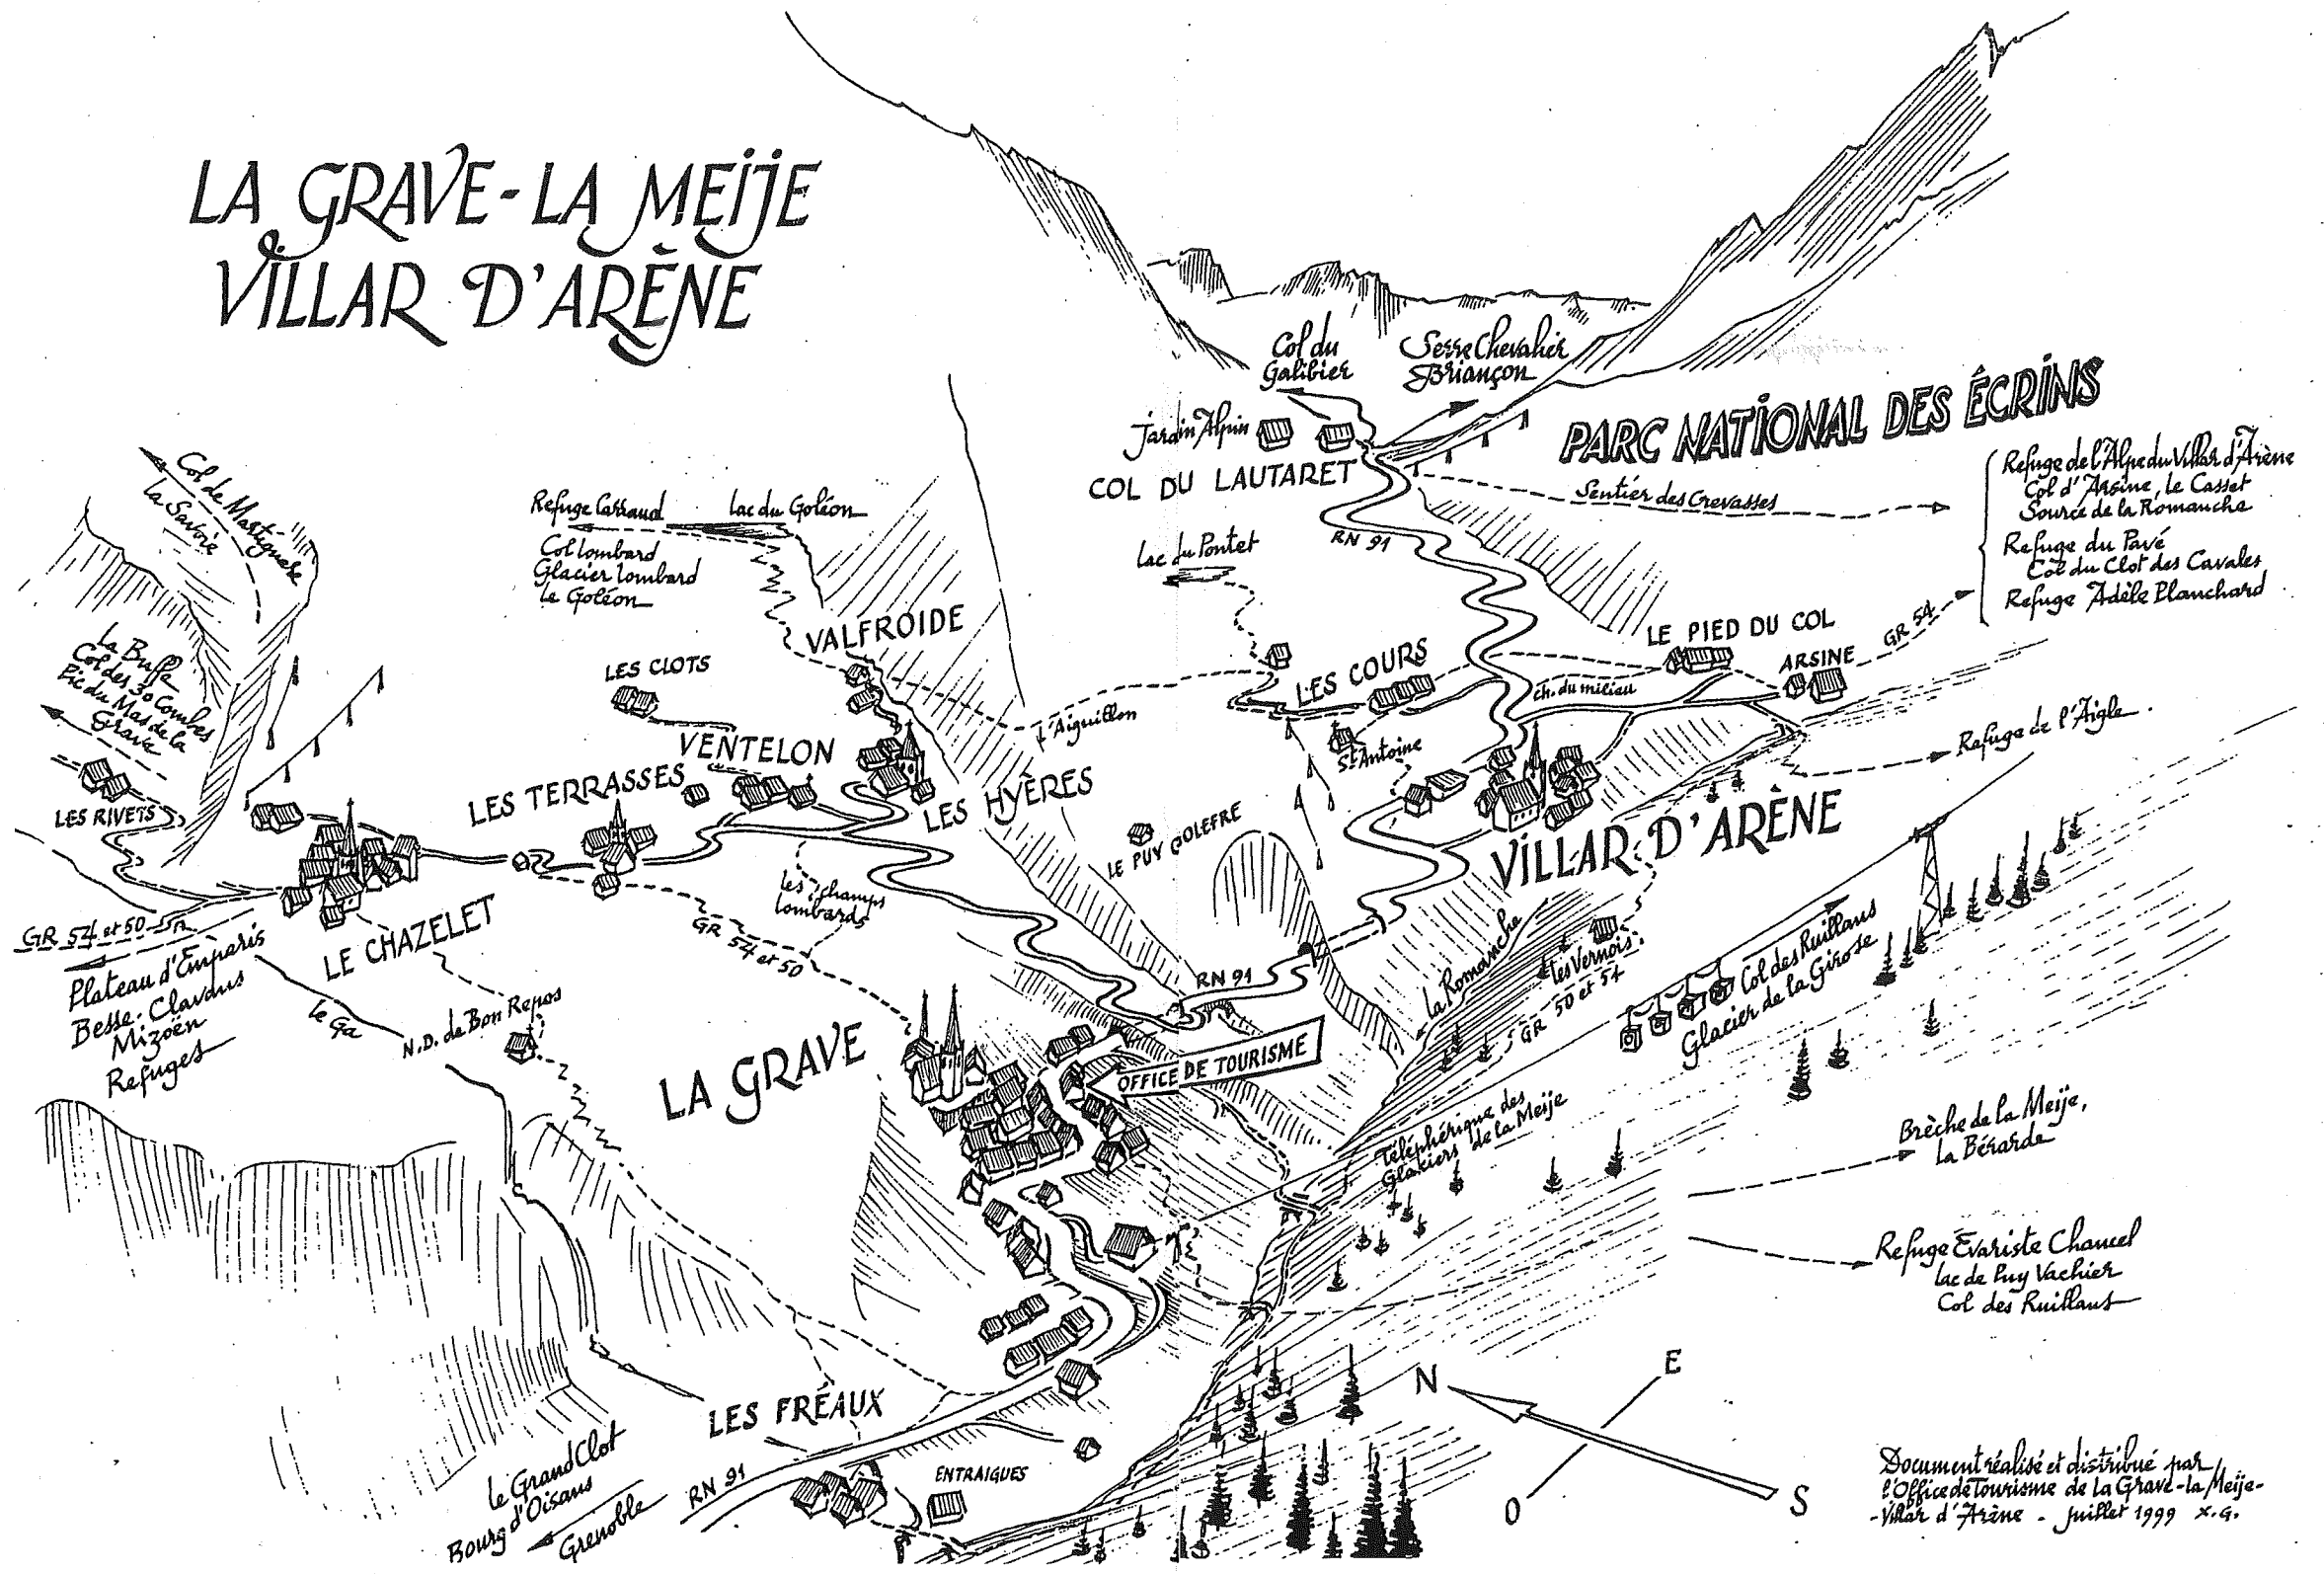 LA GRAVE-LA MEIJE
& VILLAR D'ARÈNE
Col du
Galibier
Serre Chevalier
Briançon
Jardin Alpin
COL DU LAUTARET
PARC NATIONAL DES ÉCRINS
Sentier des Crevasses
Refuge de l'Alpe du Villar d'Arène
Col d'Arsine, le Casset
Source de la Romanche
Refuge du Pavé
Col du Clot des Cavales
Refuge Adèle Planchard
RN 91
Lac du Pontet
Col de Martignare
la Savoie
Refuge Carraud
Lac du Goléon
Col lombard
Glacier lombard
le Goléon
VALFROIDE
LES CLOTS
LES COURS
LE PIED DU COL
ARSINE
GR 54
ch. du milieu
l'Aiguillon
St Antoine
Refuge de l'Aigle
La Buffe
Col des 30 Combes
Pic du Mas de la
Grave
VENTELON
LES TERRASSES
LES HYÈRES
LES RIVETS
LE PUY GOLEFRE
VILLAR D'ARÈNE
les champs
lombards
LE CHAZELET
GR 54 et 50
GR 54 et 50
Plateau d'Emparis
Besse. Clavans
Mizoën
Refuges
le Ga
N.D. de Bon Repos
RN 91
La Romanche
les Vernois
GR 50 et 54
Col des Ruillans
Glacier de la Girose
LA GRAVE
OFFICE DE TOURISME
Téléphérique des
Glaciers de la Meije
Brèche de la Meije,
la Bérarde
Refuge Évariste Chancel
lac de Puy Vachier
Col des Ruillans
LES FRÉAUX
le Grand Clot
Bourg d'Oisans
Grenoble
RN 91
ENTRAIGUES
N
E
O
S
Document réalisé et distribué par
l'Office de Tourisme de la Grave-la Meije-
-Villar d'Arène - Juillet 1999 X.G.